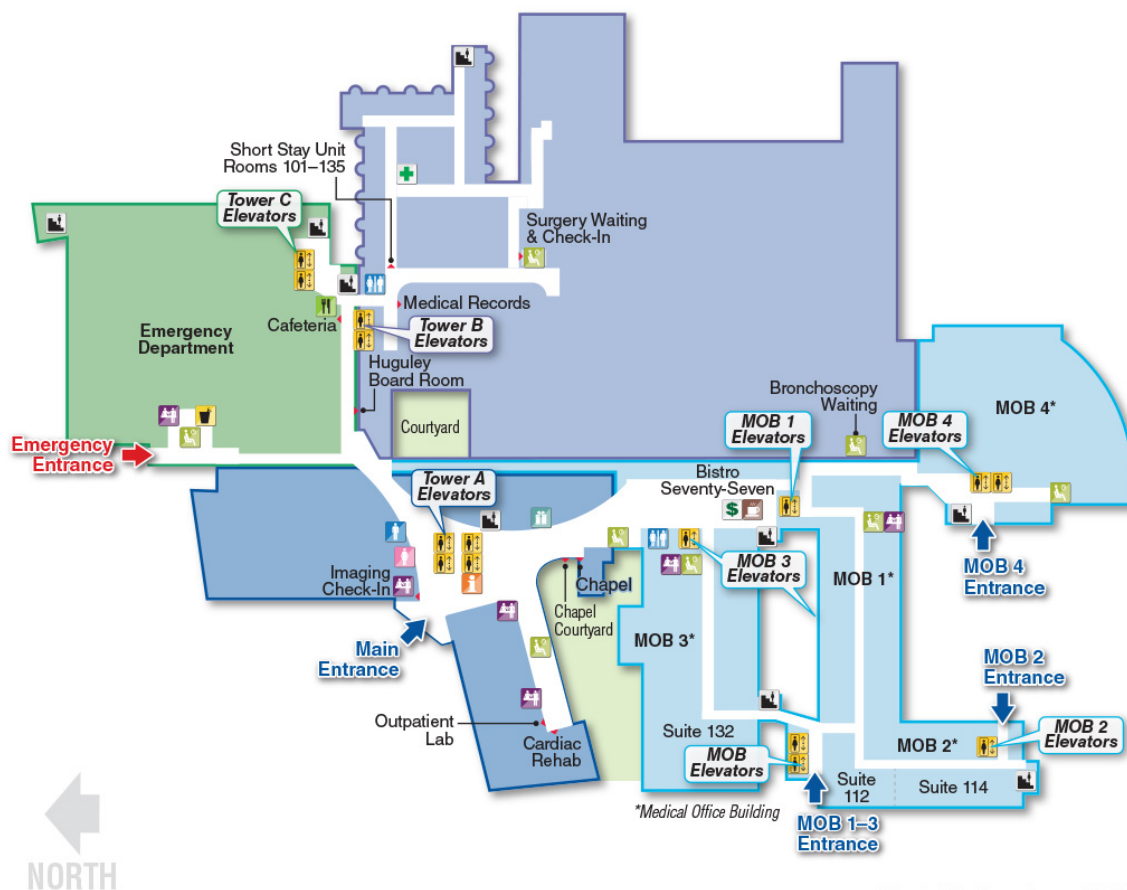 Short Stay Unit
Rooms 101–135
Tower C
Elevators
Surgery Waiting
& Check-In
Medical Records
Cafeteria
Tower B
Elevators
Emergency
Department
Huguley
Board Room
Courtyard
Bronchoscopy
Waiting
MOB 4*
MOB 1
Elevators
MOB 4
Elevators
Emergency
Entrance
Tower A
Elevators
Bistro
Seventy-Seven
$
MOB 4
Entrance
MOB 3
Elevators
MOB 1*
Imaging
Check-In
Chapel
Chapel
Courtyard
MOB 3*
Main
Entrance
MOB 2
Entrance
Outpatient
Lab
Cardiac
Rehab
Suite 132
MOB
Elevators
MOB 2*
MOB 2
Elevators
Suite
112
Suite 114
*Medical Office Building
MOB 1–3
Entrance
NORTH